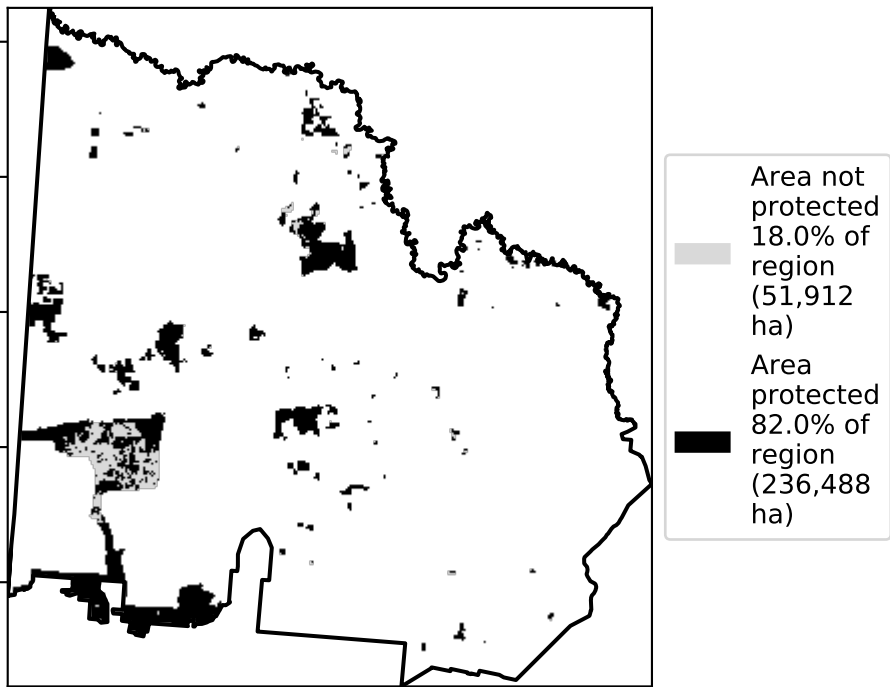 Area not
protected
18.0% of
region
(51,912
ha)
Area
protected
82.0% of
region
(236,488
ha)